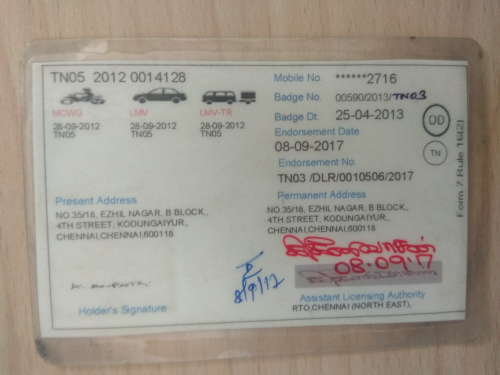 TN05 2012 0014128
MCWG
LMV
LMV-TR
28-09-2012
TN05
28-09-2012
TN05
28-09-2012
TN05
Mobile No. ******2716
Badge No. 00590/2013/TN03
Badge Dt: 25-04-2013
Endorsement Date
08-09-2017
Endorsement No.
TN03 /DLR/0010506/2017
OD
TN
Form 7 Rule 16(2)
Present Address
NO.35/18, EZHIL NAGAR, B BLOCK,,
4TH STREET, KODUNGAIYUR,,
CHENNAI,CHENNAI,600118
Permanent Address
NO.35/18, EZHIL NAGAR, B BLOCK,,
4TH STREET, KODUNGAIYUR,
CHENNAI,CHENNAI,600118
08.09.17
8/9/17
Holder's Signature
Assistant Licensing Authority
RTO,CHENNAI (NORTH EAST),